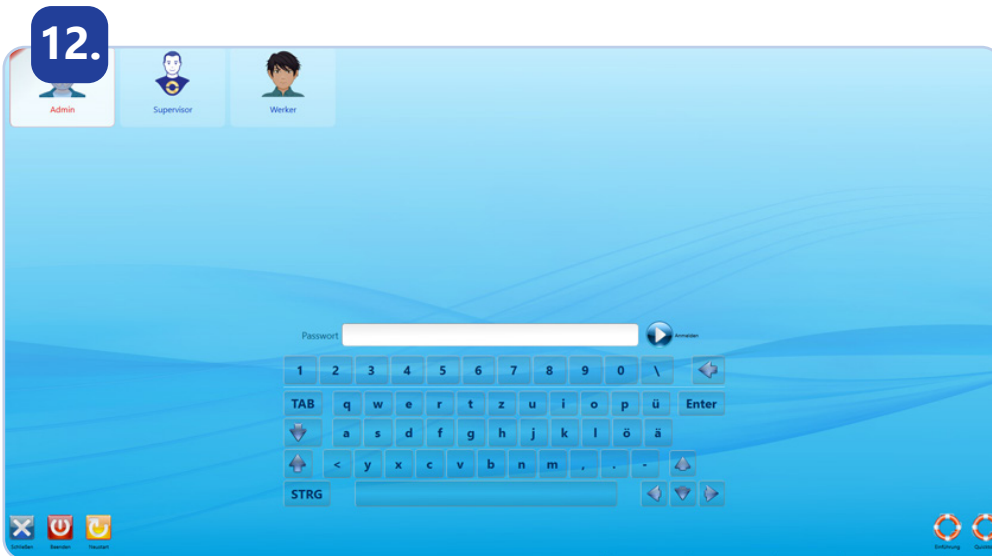 12.
Admin Supervisor Werker
Passwort Anmelden
1 2 3 4 5 6 7 8 9 0 \
TAB q w e r t z u i o p ü Enter
a s d f g h j k l ö ä
< y x c v b n m , . -
STRG
Schließen Beenden Neustart Einführung